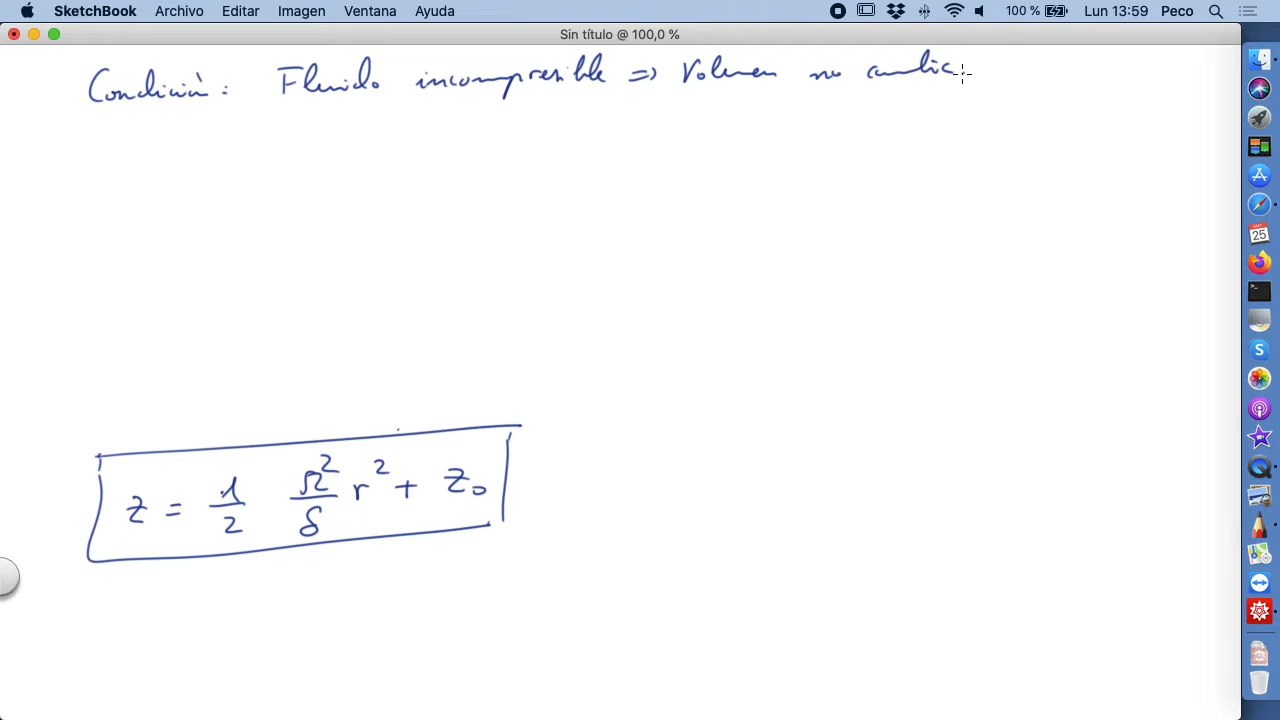 SketchBook Archivo Editar Imagen Ventana Ayuda 100 % Lun 13:59 Peco
Sin título @ 100,0 %
Condición: Fluido incompresible => Volumen no cambia
z = 1/2 Ω²/g r² + z₀
25